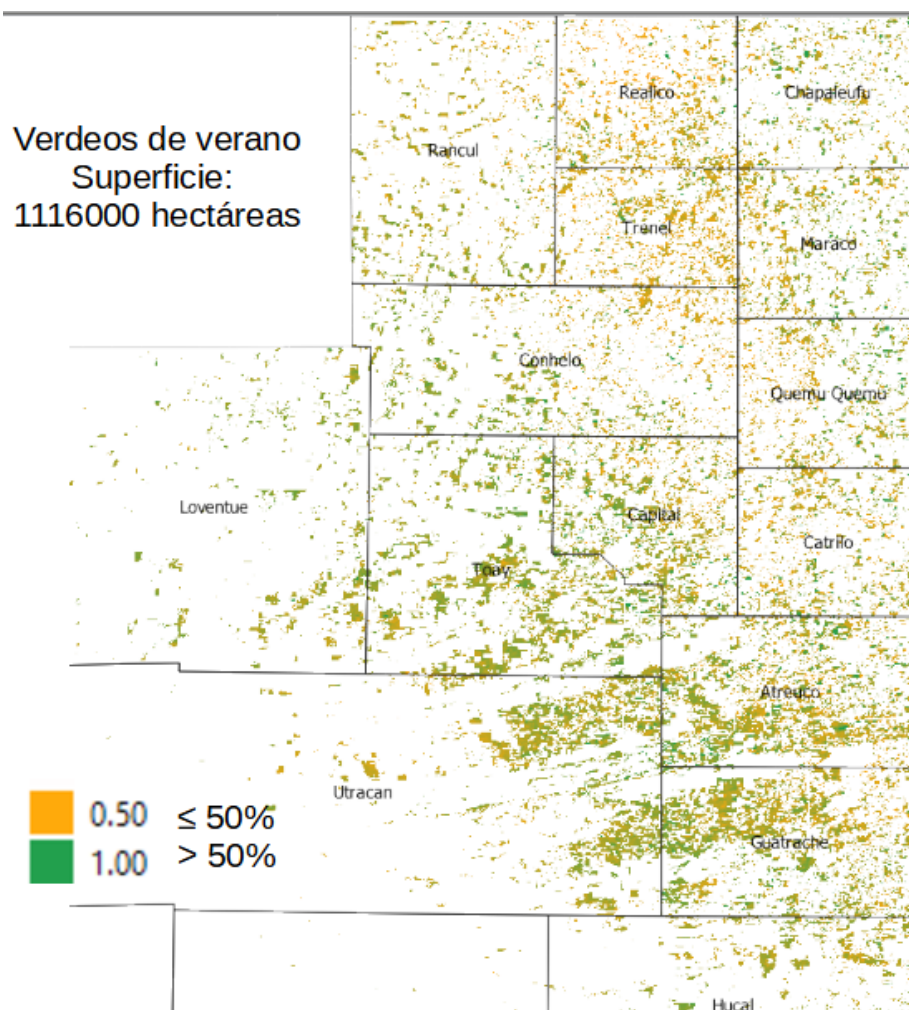 Realico
Chapaleufu
Verdeos de verano
Superficie:
1116000 hectáreas
Rancul
Trenel
Maraco
Conhelo
Quemu Quemu
Loventue
Capital
Catrilo
Toay
Atreuco
Utracan
0.50 ≤ 50%
1.00 > 50%
Guatrache
Hucal